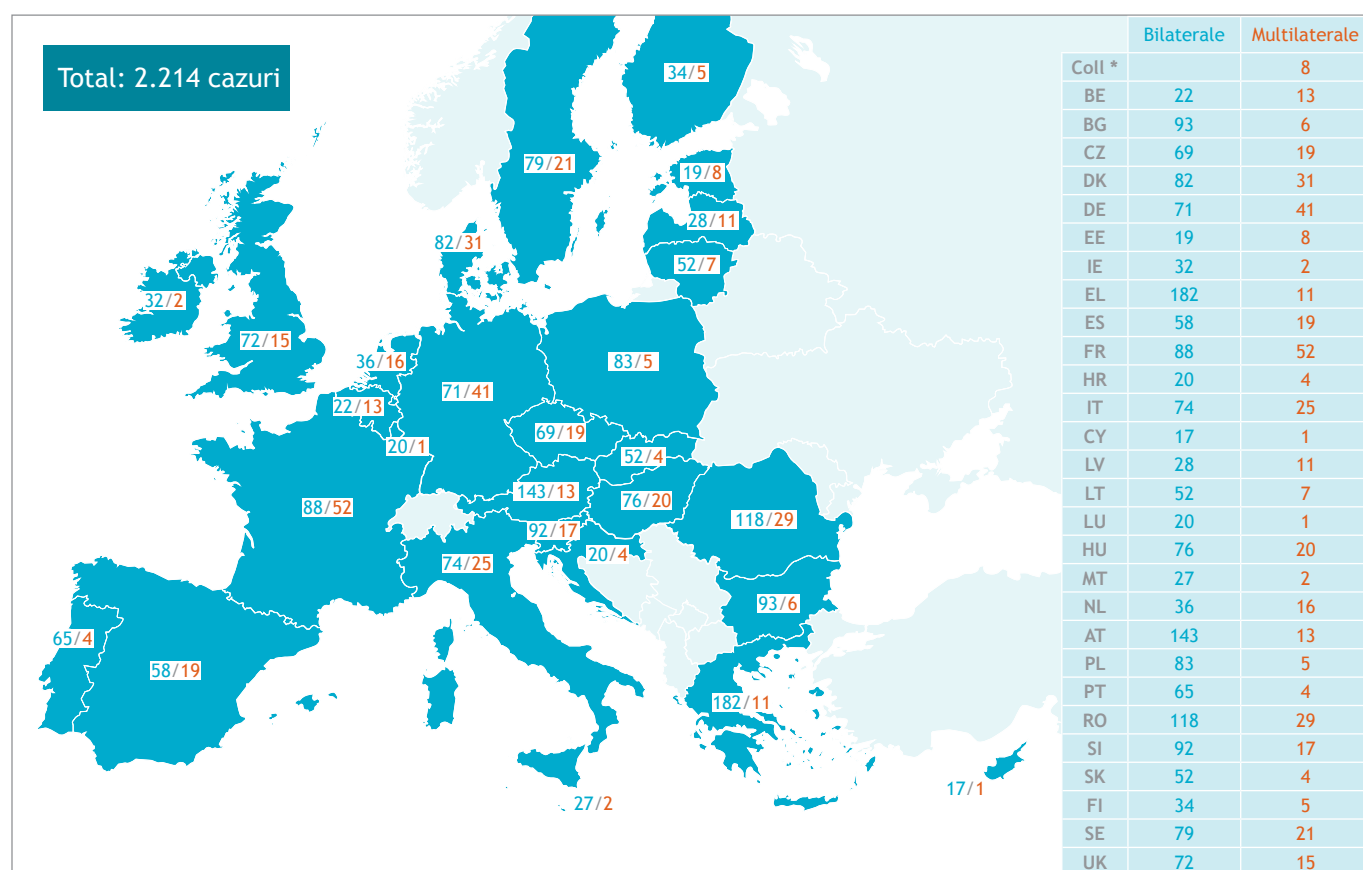 Total: 2.214 cazuri
34/5
79/21
19/8
28/11
82/31
52/7
32/2
72/15
36/16
83/5
71/41
22/13
69/19
20/1
52/4
143/13
76/20
88/52
118/29
92/17
20/4
74/25
93/6
65/4
58/19
182/11
17/1
27/2
Bilaterale Multilaterale
Coll * 8
BE 22 13
BG 93 6
CZ 69 19
DK 82 31
DE 71 41
EE 19 8
IE 32 2
EL 182 11
ES 58 19
FR 88 52
HR 20 4
IT 74 25
CY 17 1
LV 28 11
LT 52 7
LU 20 1
HU 76 20
MT 27 2
NL 36 16
AT 143 13
PL 83 5
PT 65 4
RO 118 29
SI 92 17
SK 52 4
FI 34 5
SE 79 21
UK 72 15